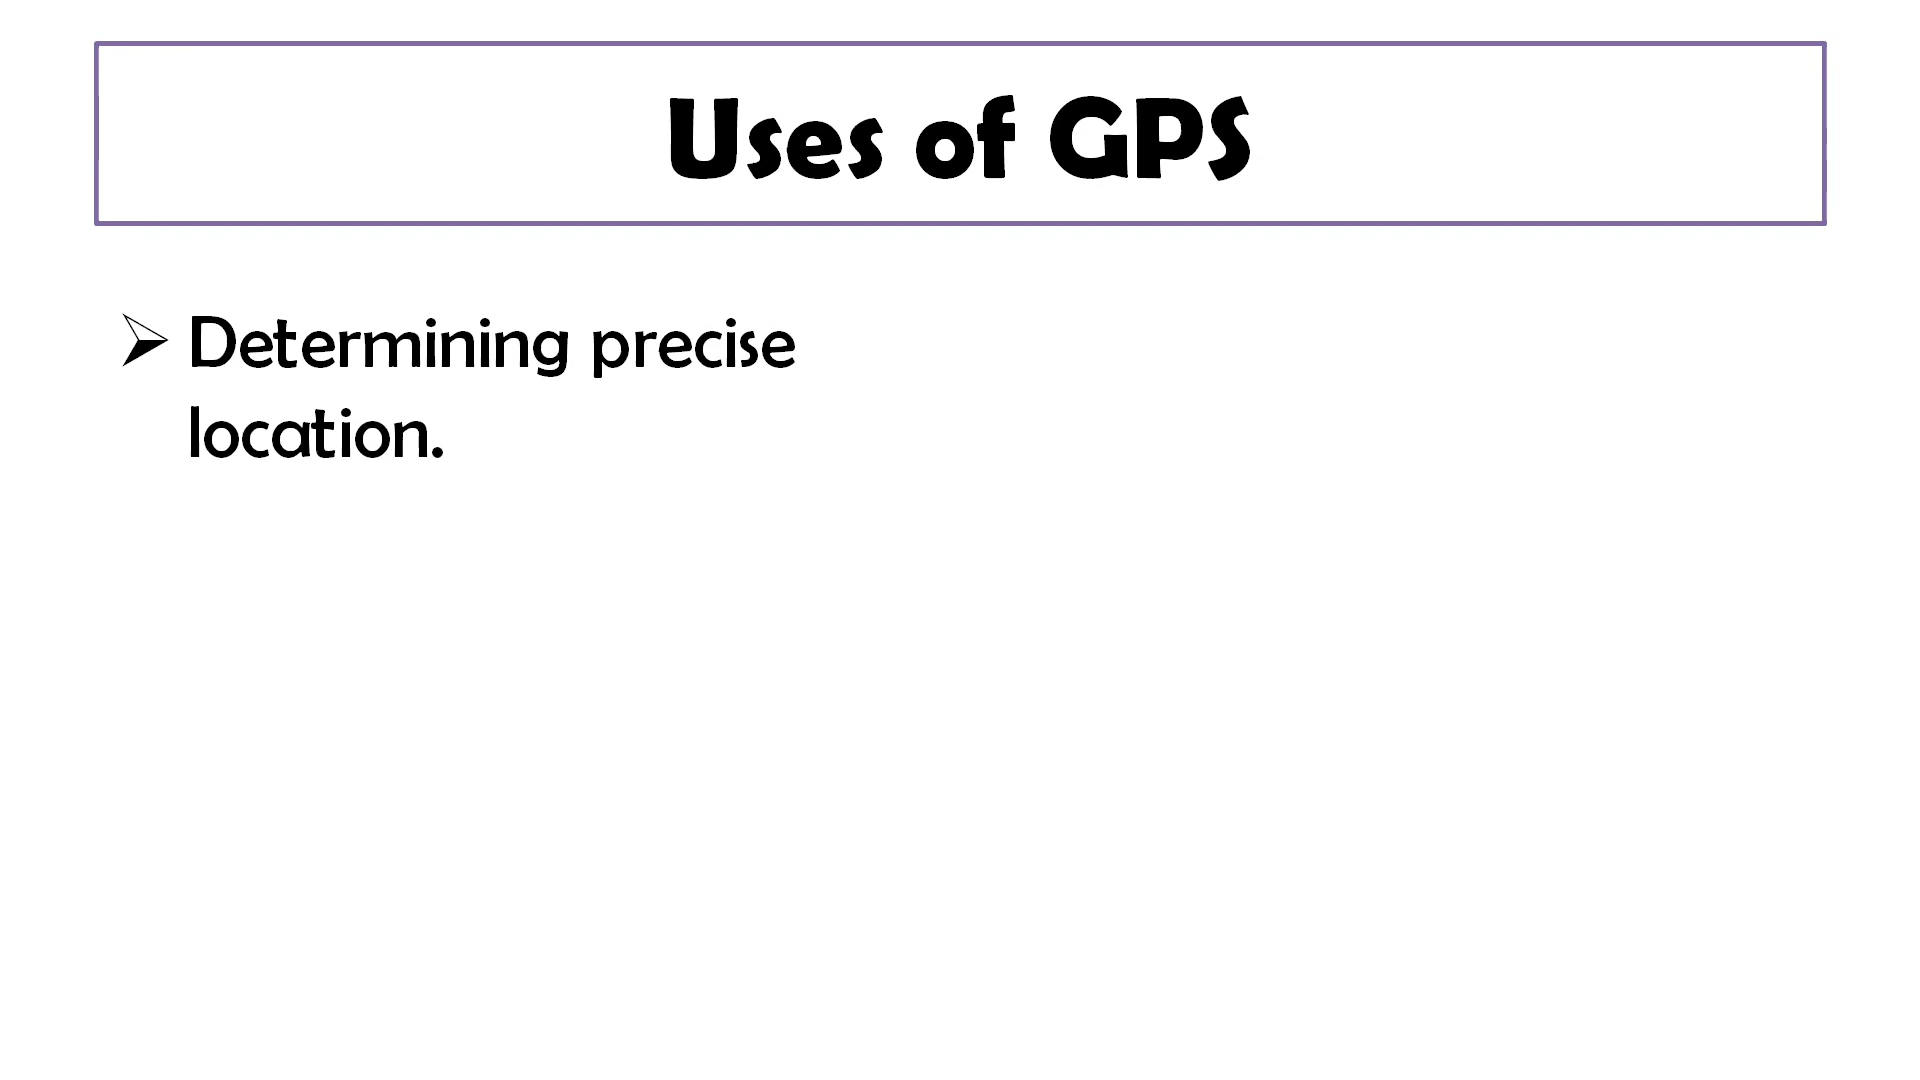 Uses of GPS
Determining precise
location.